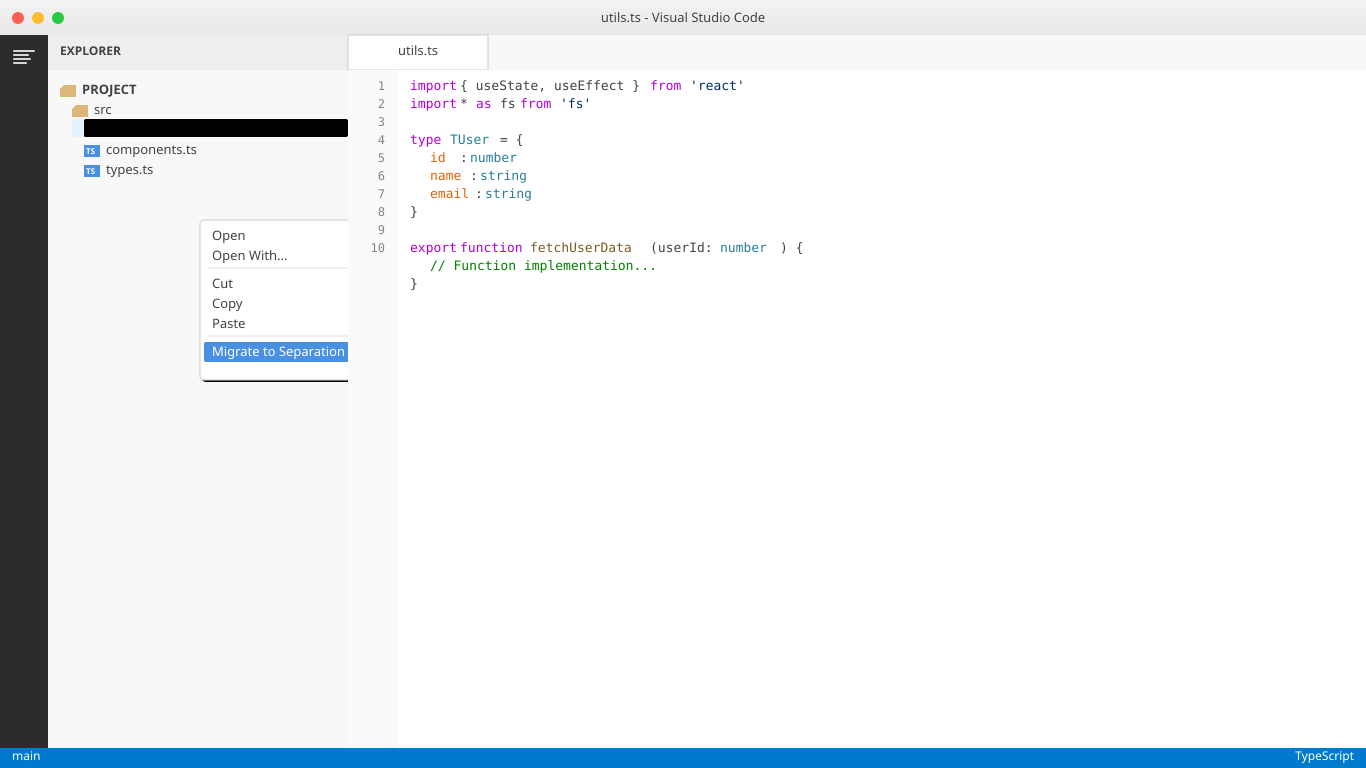 utils.ts - Visual Studio Code
EXPLORER
utils.ts
PROJECT
src
TS components.ts
TS types.ts
Open
Open With...
Cut
Copy
Paste
Migrate to Separation
1 import { useState, useEffect } from 'react'
2 import * as fs from 'fs'
3
4 type TUser = {
5 id : number
6 name : string
7 email : string
8 }
9
10 export function fetchUserData (userId: number ) {
// Function implementation...
}
main
TypeScript